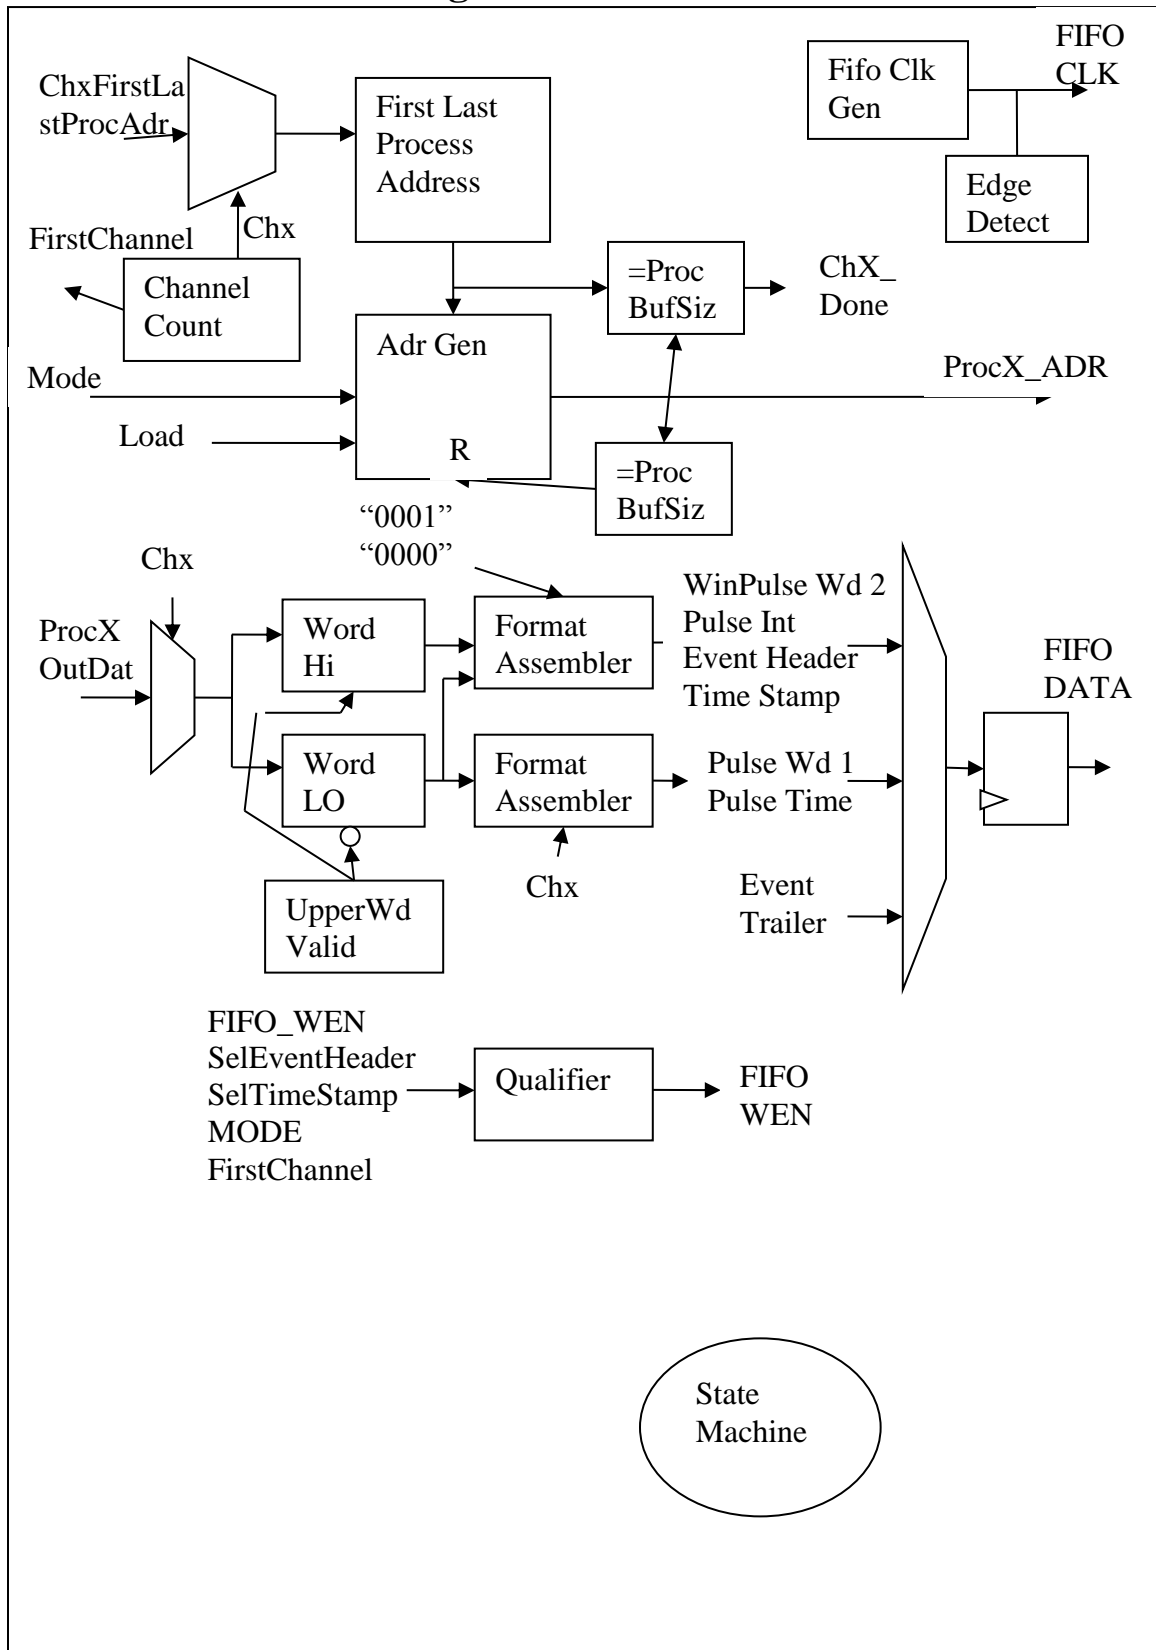 FIFO
CLK
Fifo Clk
Gen
ChxFirstLa
stProcAdr
First Last
Process
Address
Edge
Detect
Chx
FirstChannel
Channel
Count
=Proc
BufSiz
ChX_
Done
Adr Gen
R
Mode
Load
ProcX_ADR
=Proc
BufSiz
“0001”
“0000”
Chx
ProcX
OutDat
Word
Hi
Format
Assembler
WinPulse Wd 2
Pulse Int
Event Header
Time Stamp
FIFO
DATA
Word
LO
Format
Assembler
Pulse Wd 1
Pulse Time
Chx
UpperWd
Valid
Event
Trailer
FIFO_WEN
SelEventHeader
SelTimeStamp
MODE
FirstChannel
Qualifier
FIFO
WEN
State
Machine